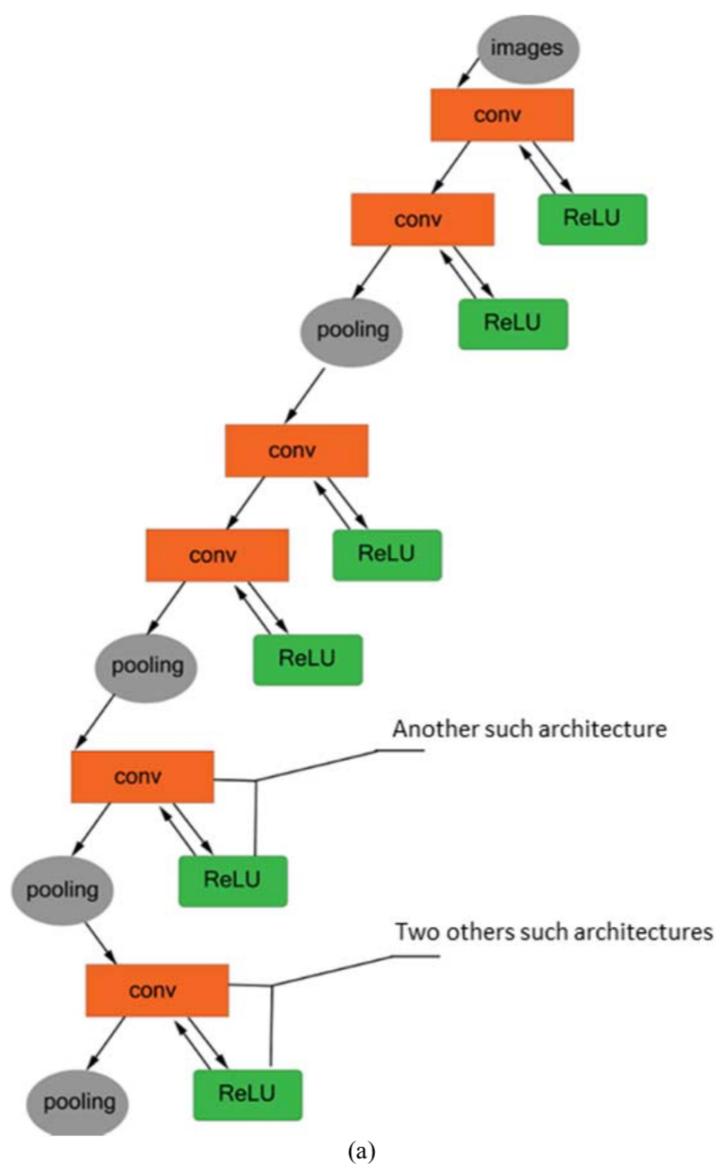 images
conv
conv
ReLU
pooling
ReLU
conv
conv
ReLU
pooling
ReLU
Another such architecture
conv
pooling
ReLU
Two others such architectures
conv
pooling
ReLU
(a)